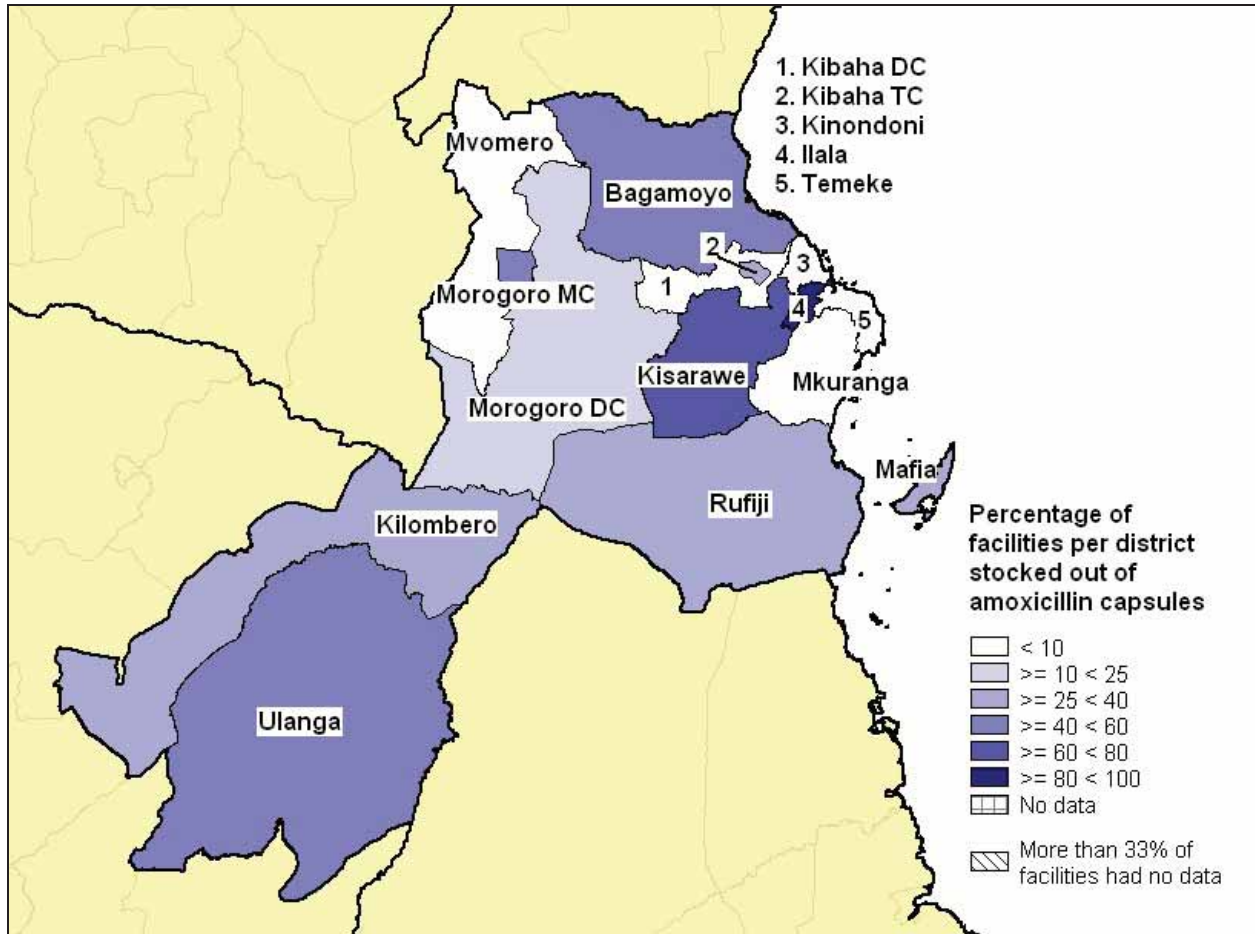 1. Kibaha DC
2. Kibaha TC
3. Kinondoni
4. Ilala
5. Temeke
Mvomero
Bagamoyo
2
3
1
Morogoro MC
4
5
Kisarawe
Mkuranga
Morogoro DC
Mafia
Rufiji
Kilombero
Ulanga
Percentage of
facilities per district
stocked out of
amoxicillin capsules
< 10
>= 10 < 25
>= 25 < 40
>= 40 < 60
>= 60 < 80
>= 80 < 100
No data
More than 33% of
facilities had no data